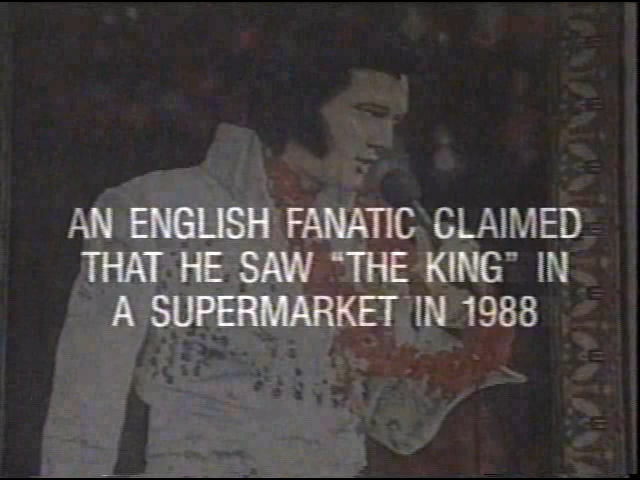 AN ENGLISH FANATIC CLAIMED
THAT HE SAW "THE KING" IN
A SUPERMARKET IN 1988